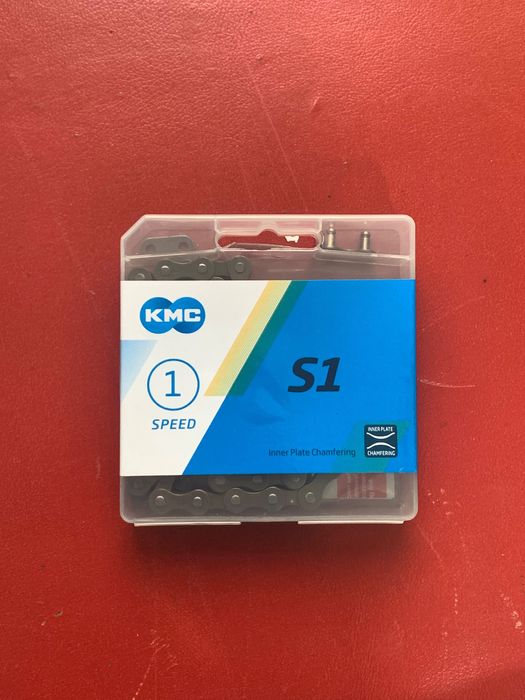 KMC
1
SPEED
S1
Inner Plate Chamfering
INNER PLATE
CHAMFERING